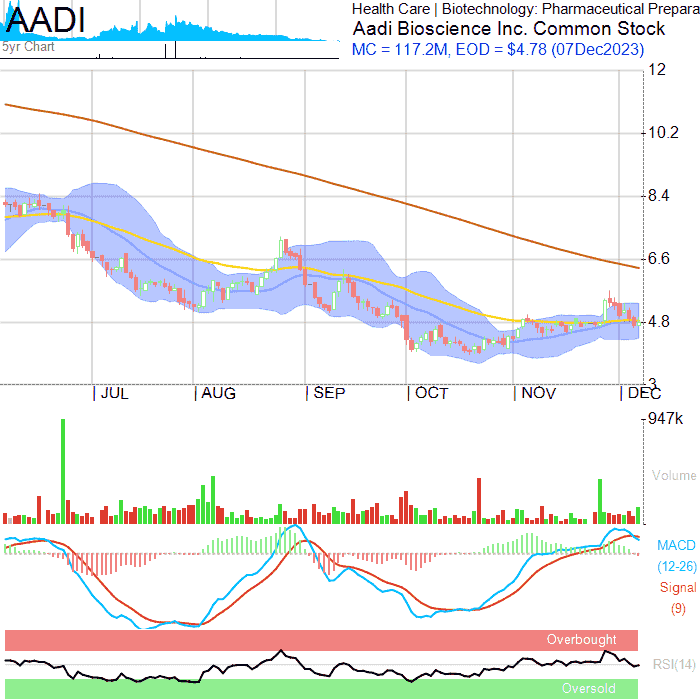 AADI
5yr Chart
Health Care | Biotechnology: Pharmaceutical Prepara
Aadi Bioscience Inc. Common Stock
MC = 117.2M, EOD = $4.78 (07Dec2023)
12
10.2
8.4
6.6
4.8
3
JUL AUG SEP OCT NOV DEC
947k
Volume
MACD
(12-26)
Signal
(9)
Overbought
RSI(14)
Oversold